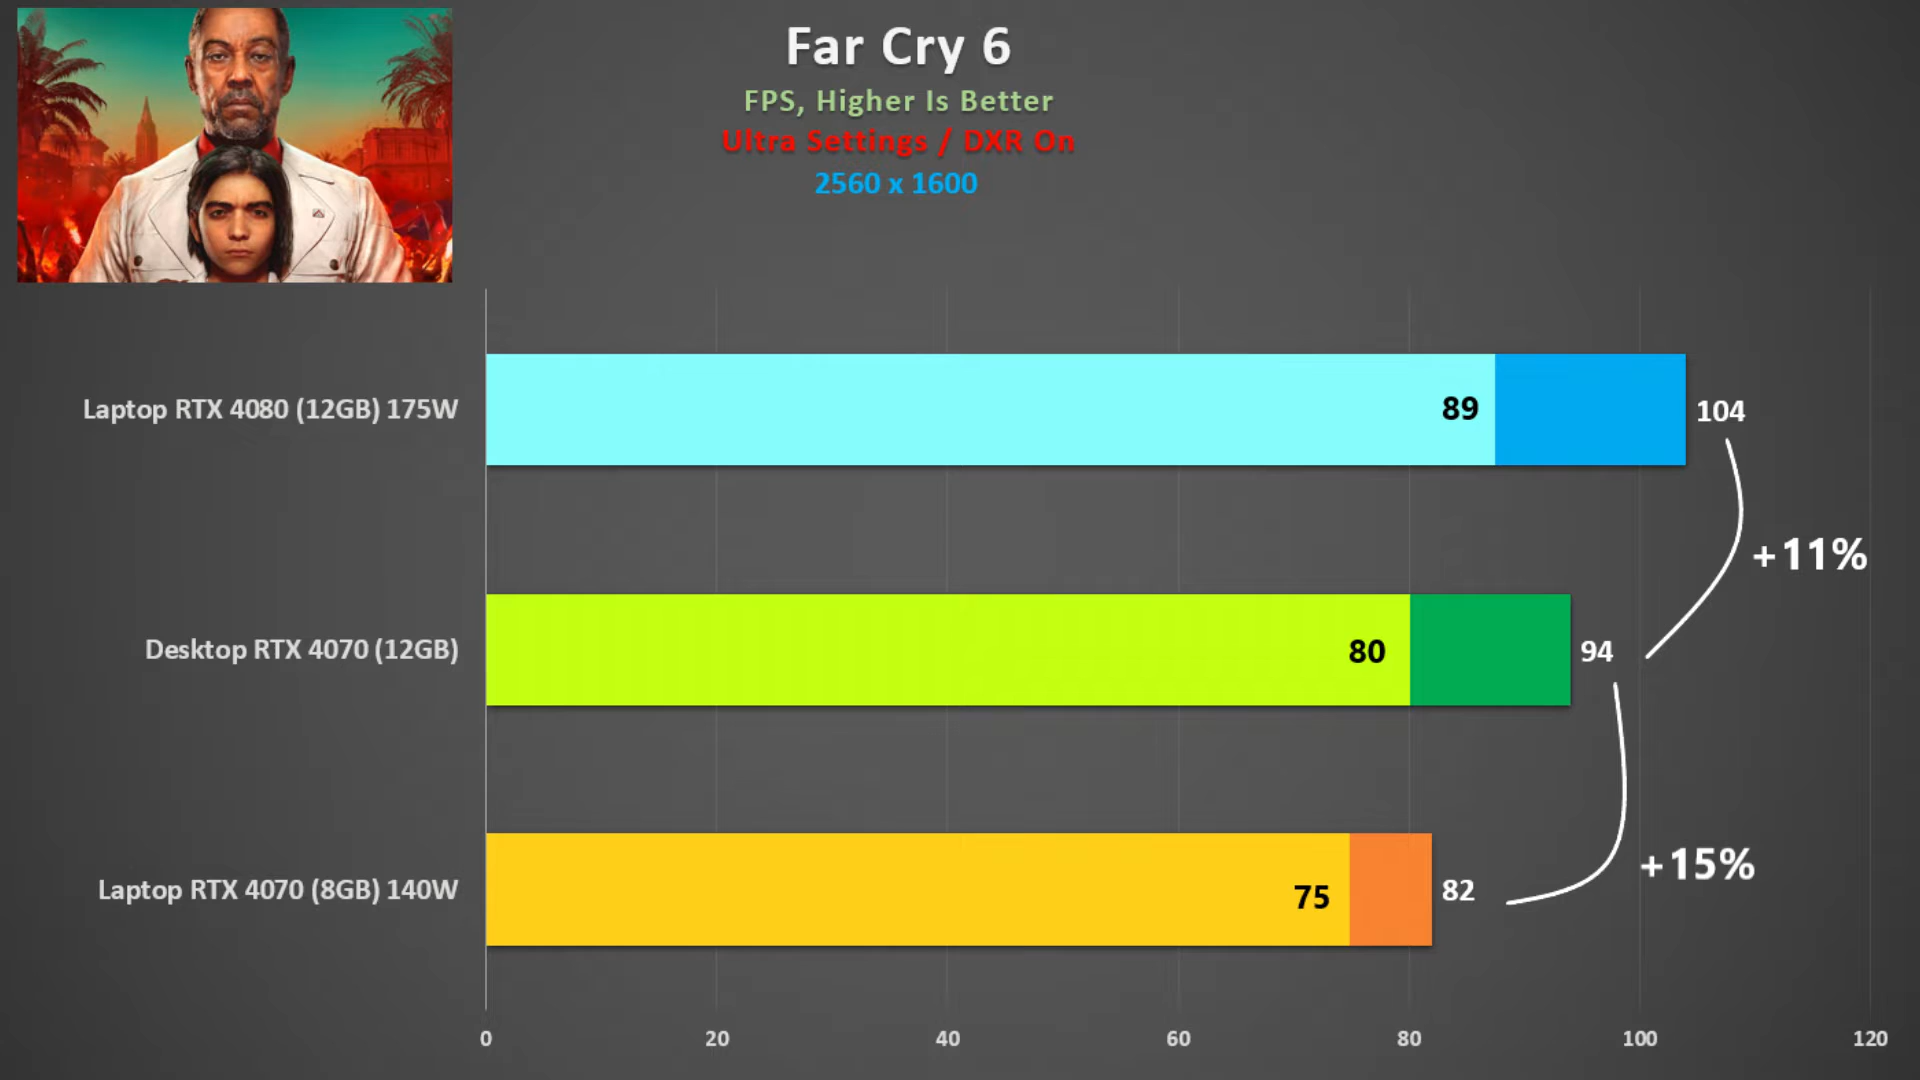 Far Cry 6
FPS, Higher Is Better
Ultra Settings / DXR On
2560 x 1600
Laptop RTX 4080 (12GB) 175W
89
104
+11%
Desktop RTX 4070 (12GB)
80
94
+15%
Laptop RTX 4070 (8GB) 140W
75
82
0
20
40
60
80
100
120